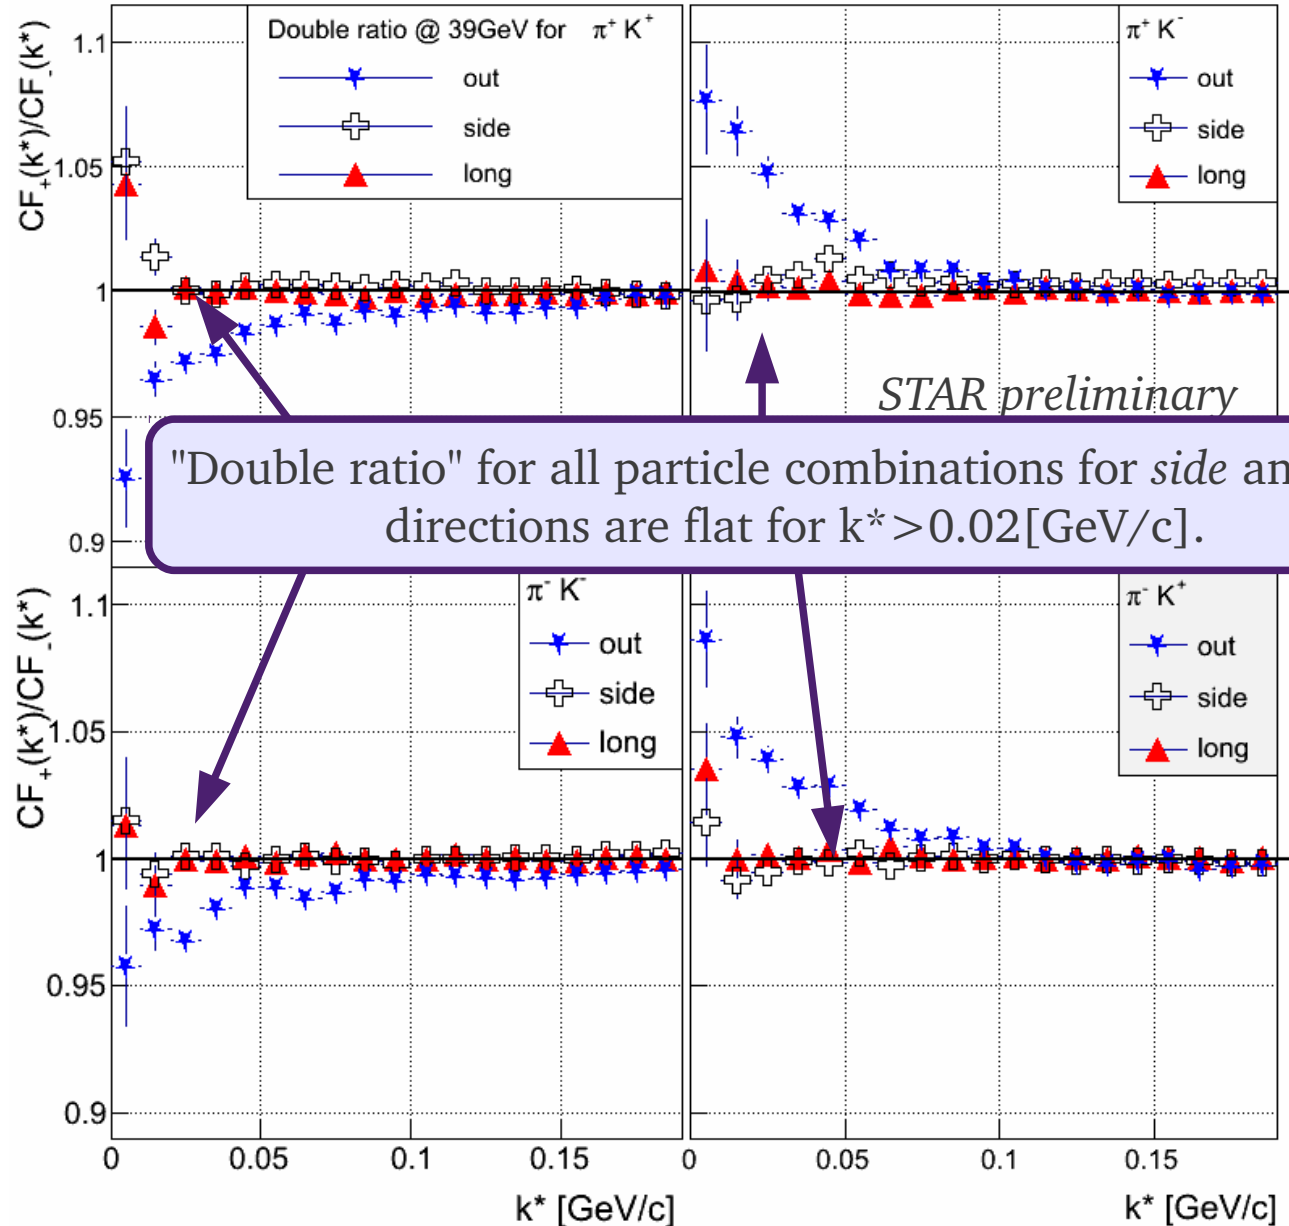 CF₊(k*)/CF₋(k*)
1.1
1.05
1
0.95
0.9
Double ratio @ 39GeV for π⁺ K⁺
out
side
long
π⁺ K⁻
out
side
long
STAR preliminary
"Double ratio" for all particle combinations for side an
directions are flat for k*>0.02[GeV/c].
CF₊(k*)/CF₋(k*)
1.1
1.05
1
0.95
0.9
π⁻ K⁻
out
side
long
π⁻ K⁺
out
side
long
0 0.05 0.1 0.15
k* [GeV/c]
0 0.05 0.1 0.15
k* [GeV/c]